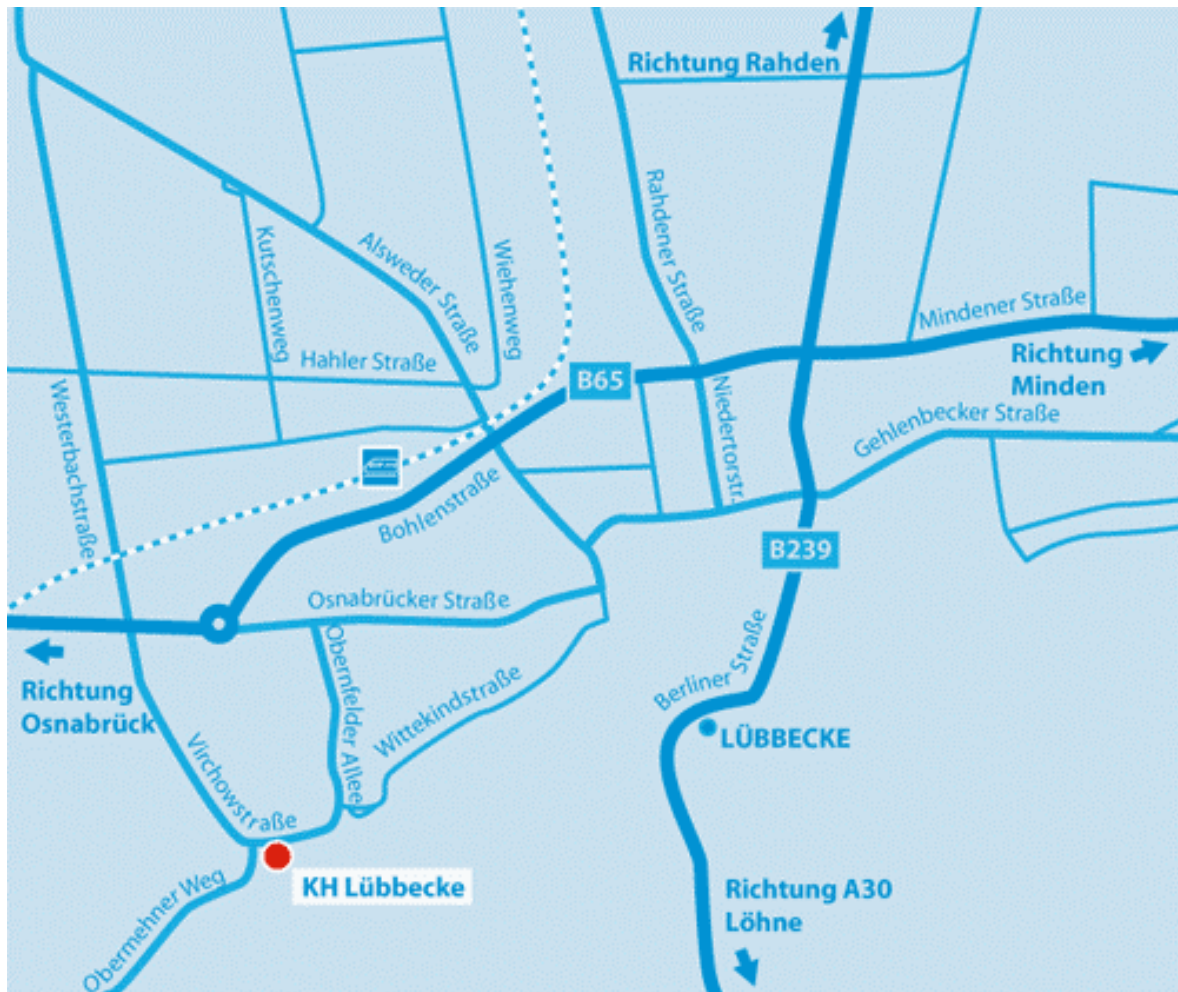 Richtung Rahden
Rahdener Straße
Alsweder Straße
Kutschenweg
Wiehenweg
Mindener Straße
Hahler Straße
Richtung
Minden
B65
Westerbachstraße
Niedertorstr.
Gehlenbecker Straße
Bohlenstraße
B239
Osnabrücker Straße
Obernfelder Allee
Berliner Straße
Richtung
Osnabrück
Wittekindstraße
LÜBBECKE
Virchowstraße
KH Lübbecke
Richtung A30
Löhne
Obermehner Weg